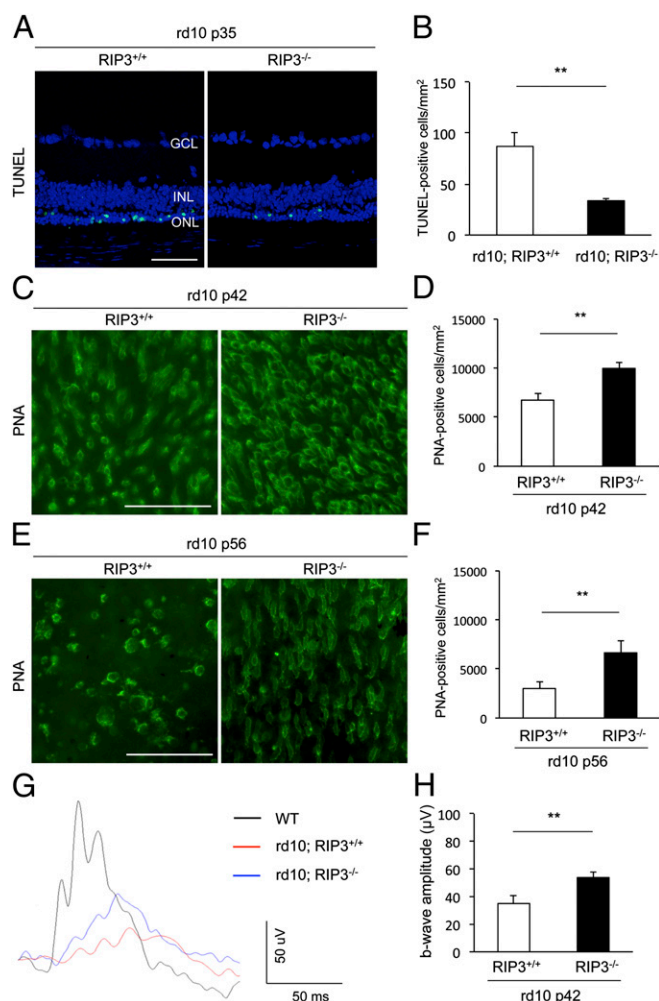 A
rd10 p35
RIP3+/+
RIP3-/-
TUNEL
GCL
INL
ONL
B
**
TUNEL-positive cells/mm2
150
100
50
0
rd10; RIP3+/+
rd10; RIP3-/-
C
rd10 p42
RIP3+/+
RIP3-/-
PNA
D
**
PNA-positive cells/mm2
15000
10000
5000
0
RIP3+/+
RIP3-/-
rd10 p42
E
rd10 p56
RIP3+/+
RIP3-/-
PNA
F
**
PNA-positive cells/mm2
15000
10000
5000
0
RIP3+/+
RIP3-/-
rd10 p56
G
WT
rd10; RIP3+/+
rd10; RIP3-/-
50 uV
50 ms
H
**
b-wave amplitude (μV)
100
80
60
40
20
0
RIP3+/+
RIP3-/-
rd10 p42